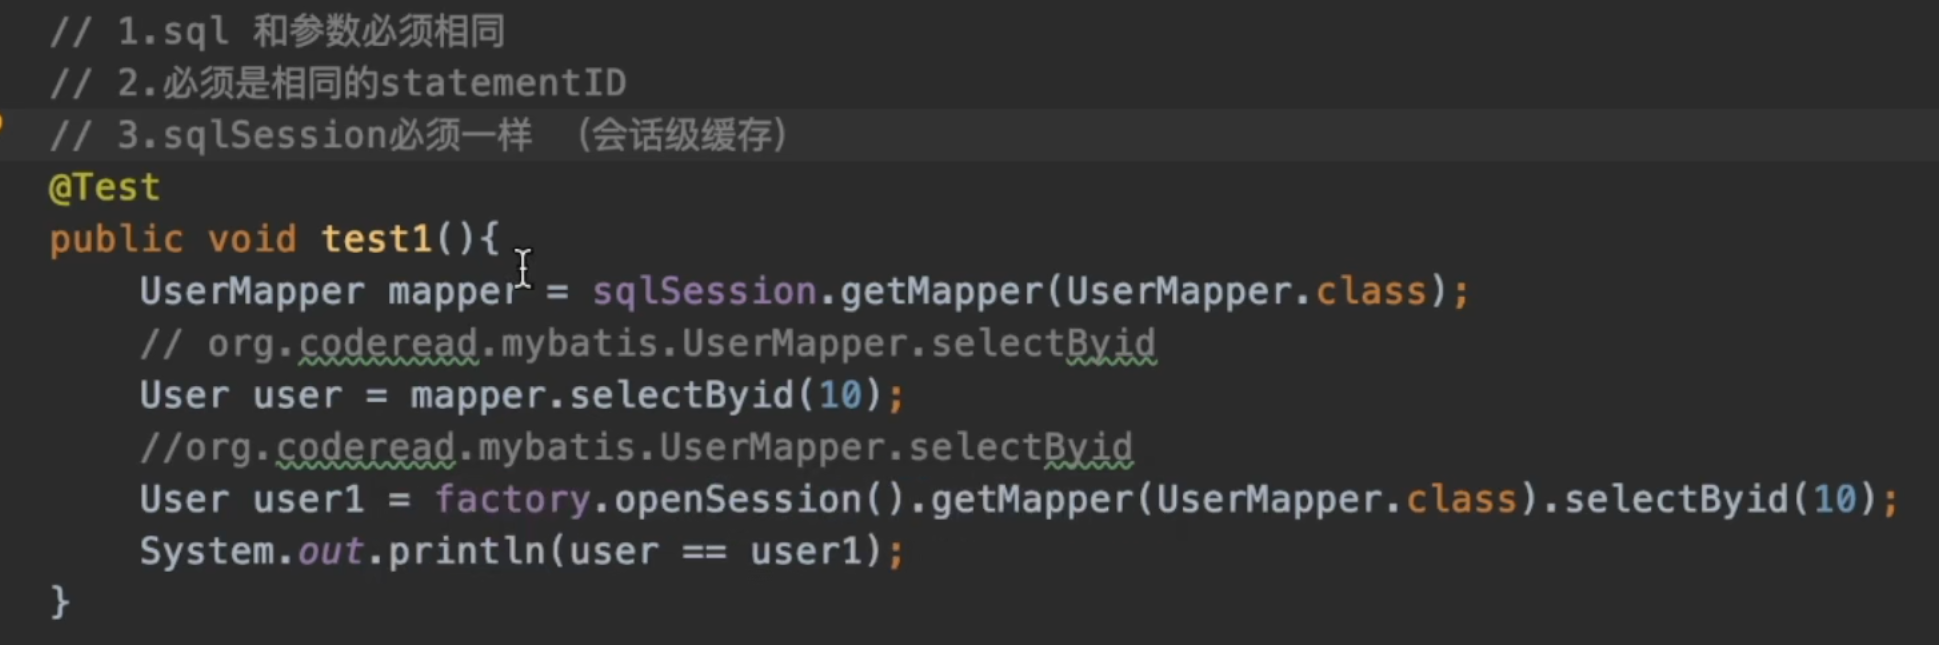 // 1.sql 和参数必须相同
// 2.必须是相同的statementID
// 3.sqlSession必须一样 （会话级缓存）
@Test
public void test1(){
UserMapper mapper = sqlSession.getMapper(UserMapper.class);
// org.coderead.mybatis.UserMapper.selectByid
User user = mapper.selectByid(10);
//org.coderead.mybatis.UserMapper.selectByid
User user1 = factory.openSession().getMapper(UserMapper.class).selectByid(10);
System.out.println(user == user1);
}